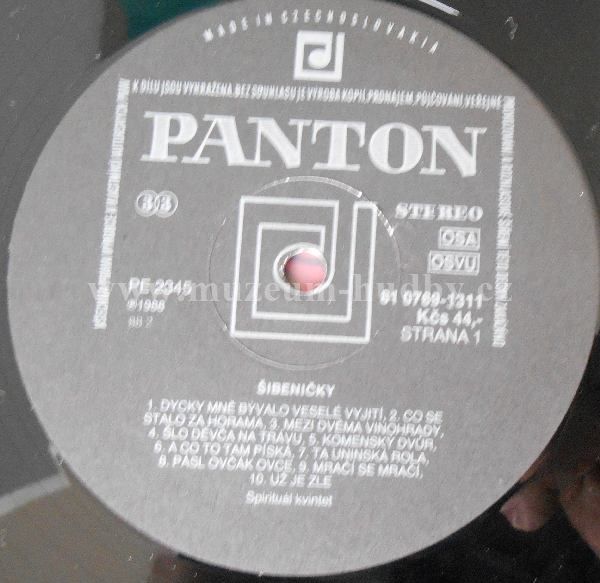 MADE IN CZECHOSLOVAKIA
K DÍLU JSOU VYHRAŽENA. BEZ SOUHLASU JE VÝROBA KOPIÍ, PRONÁJEM, PŮJČOVÁNÍ, VEŘEJNÉ
PANTON
33
STEREO
OSA
OSVU
PE 2345
℗1988
88 2
81 0769-1311
Kčs 44,-
STRANA 1
www.muzeum-hudby.cz
ŠIBENIČKY
1. DYCKY MNĚ BÝVALO VESELÉ VYJITÍ, 2. CO SE
STALO ZA HORAMA, 3. MEZI DVĚMA VINOHRADY,
4. ŠLO DĚVČA NA TRÁVU, 5. KOMENSKÝ DVŮR,
6. A CO TO TAM PÍSKÁ, 7. TA UNINSKÁ ROLA,
8. PÁSL OVČÁK OVCE, 9. MRAČÍ SE MRAČÍ,
10. UŽ JE ZLE
Spirituál kvintet